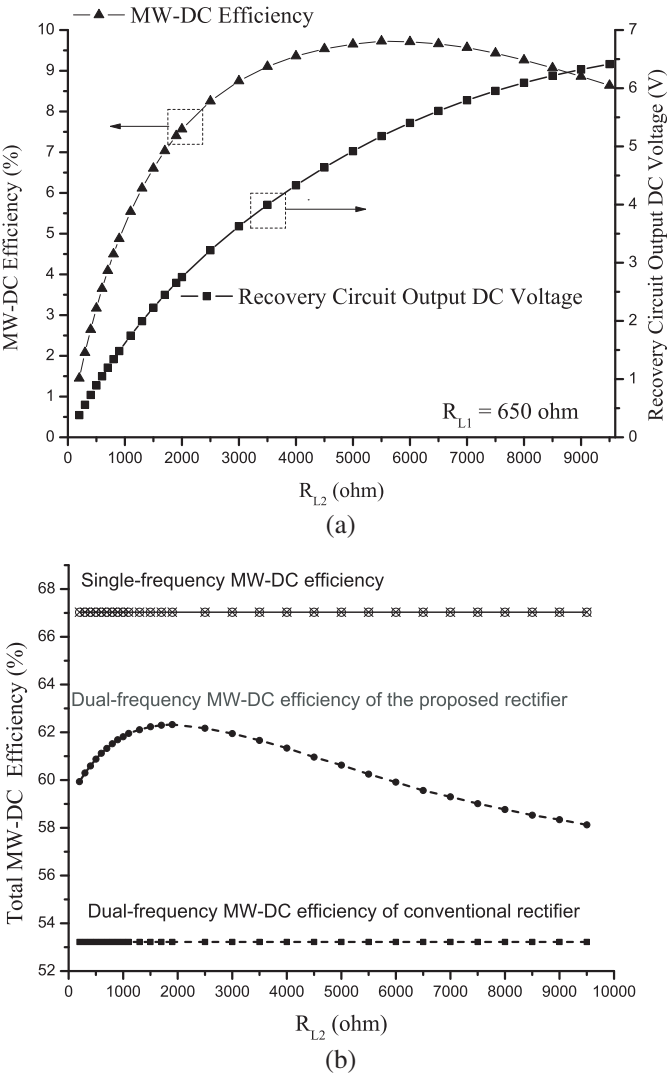 MW-DC Efficiency
10
9
8
7
6
5
4
3
2
1
0
MW-DC Efficiency (%)
7
6
5
4
3
2
1
0
Recovery Circuit Output DC Voltage (V)
Recovery Circuit Output DC Voltage
R_L1 = 650 ohm
0 1000 2000 3000 4000 5000 6000 7000 8000 9000
R_L2 (ohm)
(a)
68
66
64
62
60
58
56
54
52
Total MW-DC Efficiency (%)
Single-frequency MW-DC efficiency
Dual-frequency MW-DC efficiency of the proposed rectifier
Dual-frequency MW-DC efficiency of conventional rectifier
0 1000 2000 3000 4000 5000 6000 7000 8000 9000 10000
R_L2 (ohm)
(b)